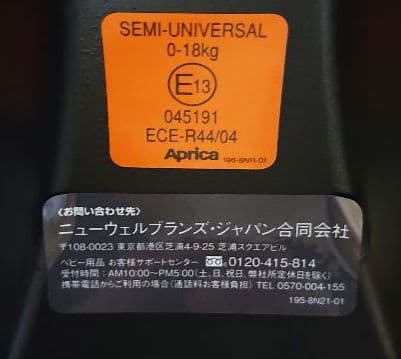 SEMI-UNIVERSAL
0-18kg
E13
045191
ECE-R44/04
Aprica 196-8N11-01
〈お問い合わせ先〉
ニューウェルブランズ・ジャパン合同会社
〒108-0023 東京都港区芝浦4-9-25 芝浦スクエアビル
ベビー用品 お客様サポートセンター 0120-415-814
受付時間:AM10:00~PM5:00(土、日、祝日、弊社所定休日を除く)
携帯電話からご利用の場合(通話料お客様負担) TEL 0570-004-155
195-8N21-01